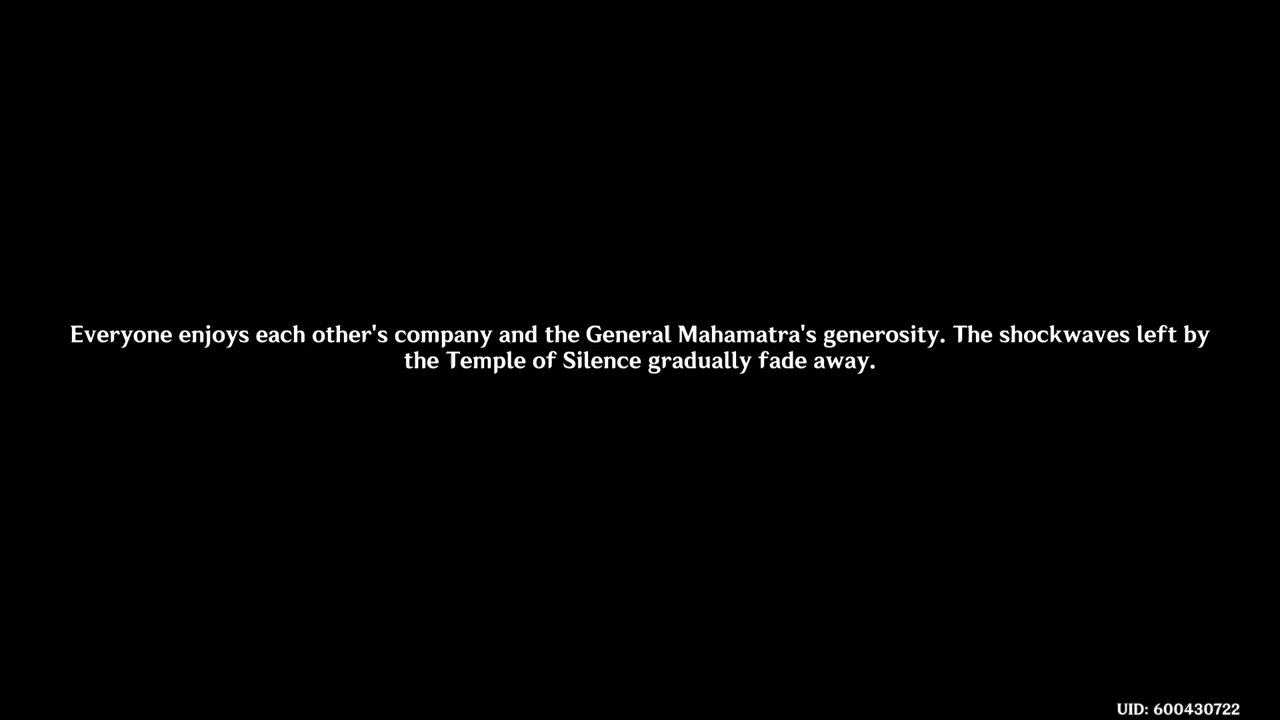 Everyone enjoys each other's company and the General Mahamatra's generosity. The shockwaves left by
the Temple of Silence gradually fade away.
UID: 600430722